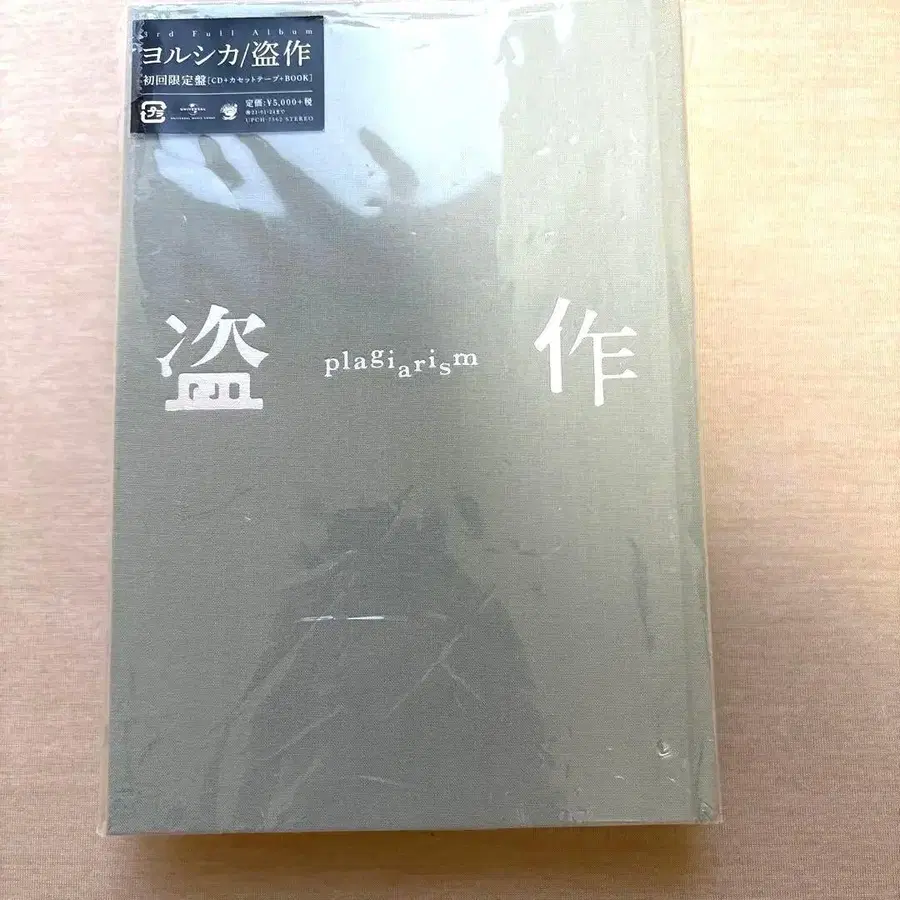 3rd Full Album
ヨルシカ/盗作
初回限定盤[CD+カセットテープ+BOOK]
定価:¥5,000+税
UPCH-7562 STEREO
盗 plagiarism 作